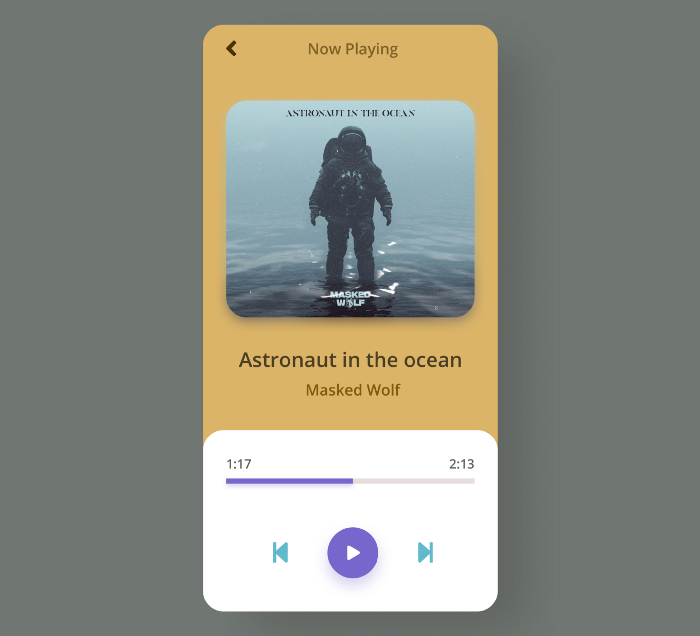 Now Playing
ASTRONAUT IN THE OCEAN
MASKED
WOLF
Astronaut in the ocean
Masked Wolf
1:17
2:13